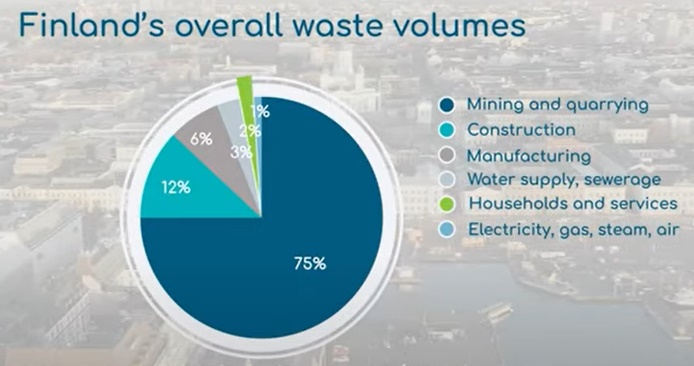 Finland's overall waste volumes
1%
2%
6%
3%
12%
75%
Mining and quarrying
Construction
Manufacturing
Water supply, sewerage
Households and services
Electricity, gas, steam, air